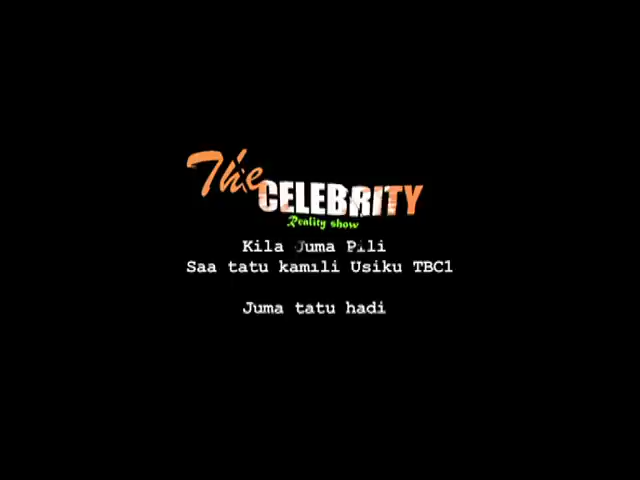 The
CELEBRITY
Reality show
Kila Juma Pili
Saa tatu kamili Usiku TBC1
Juma tatu hadi